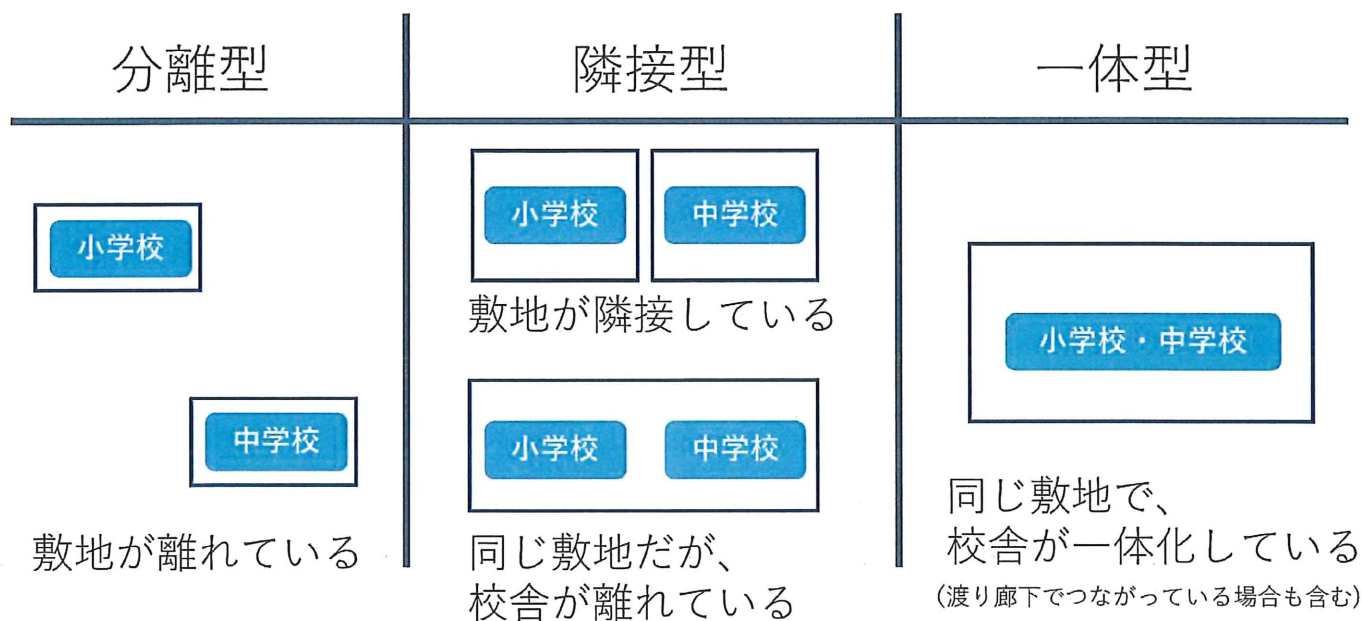 分離型
隣接型
一体型
小学校
中学校
敷地が離れている
小学校
中学校
敷地が隣接している
小学校
中学校
同じ敷地だが、
校舎が離れている
小学校・中学校
同じ敷地で、
校舎が一体化している
(渡り廊下でつながっている場合も含む)